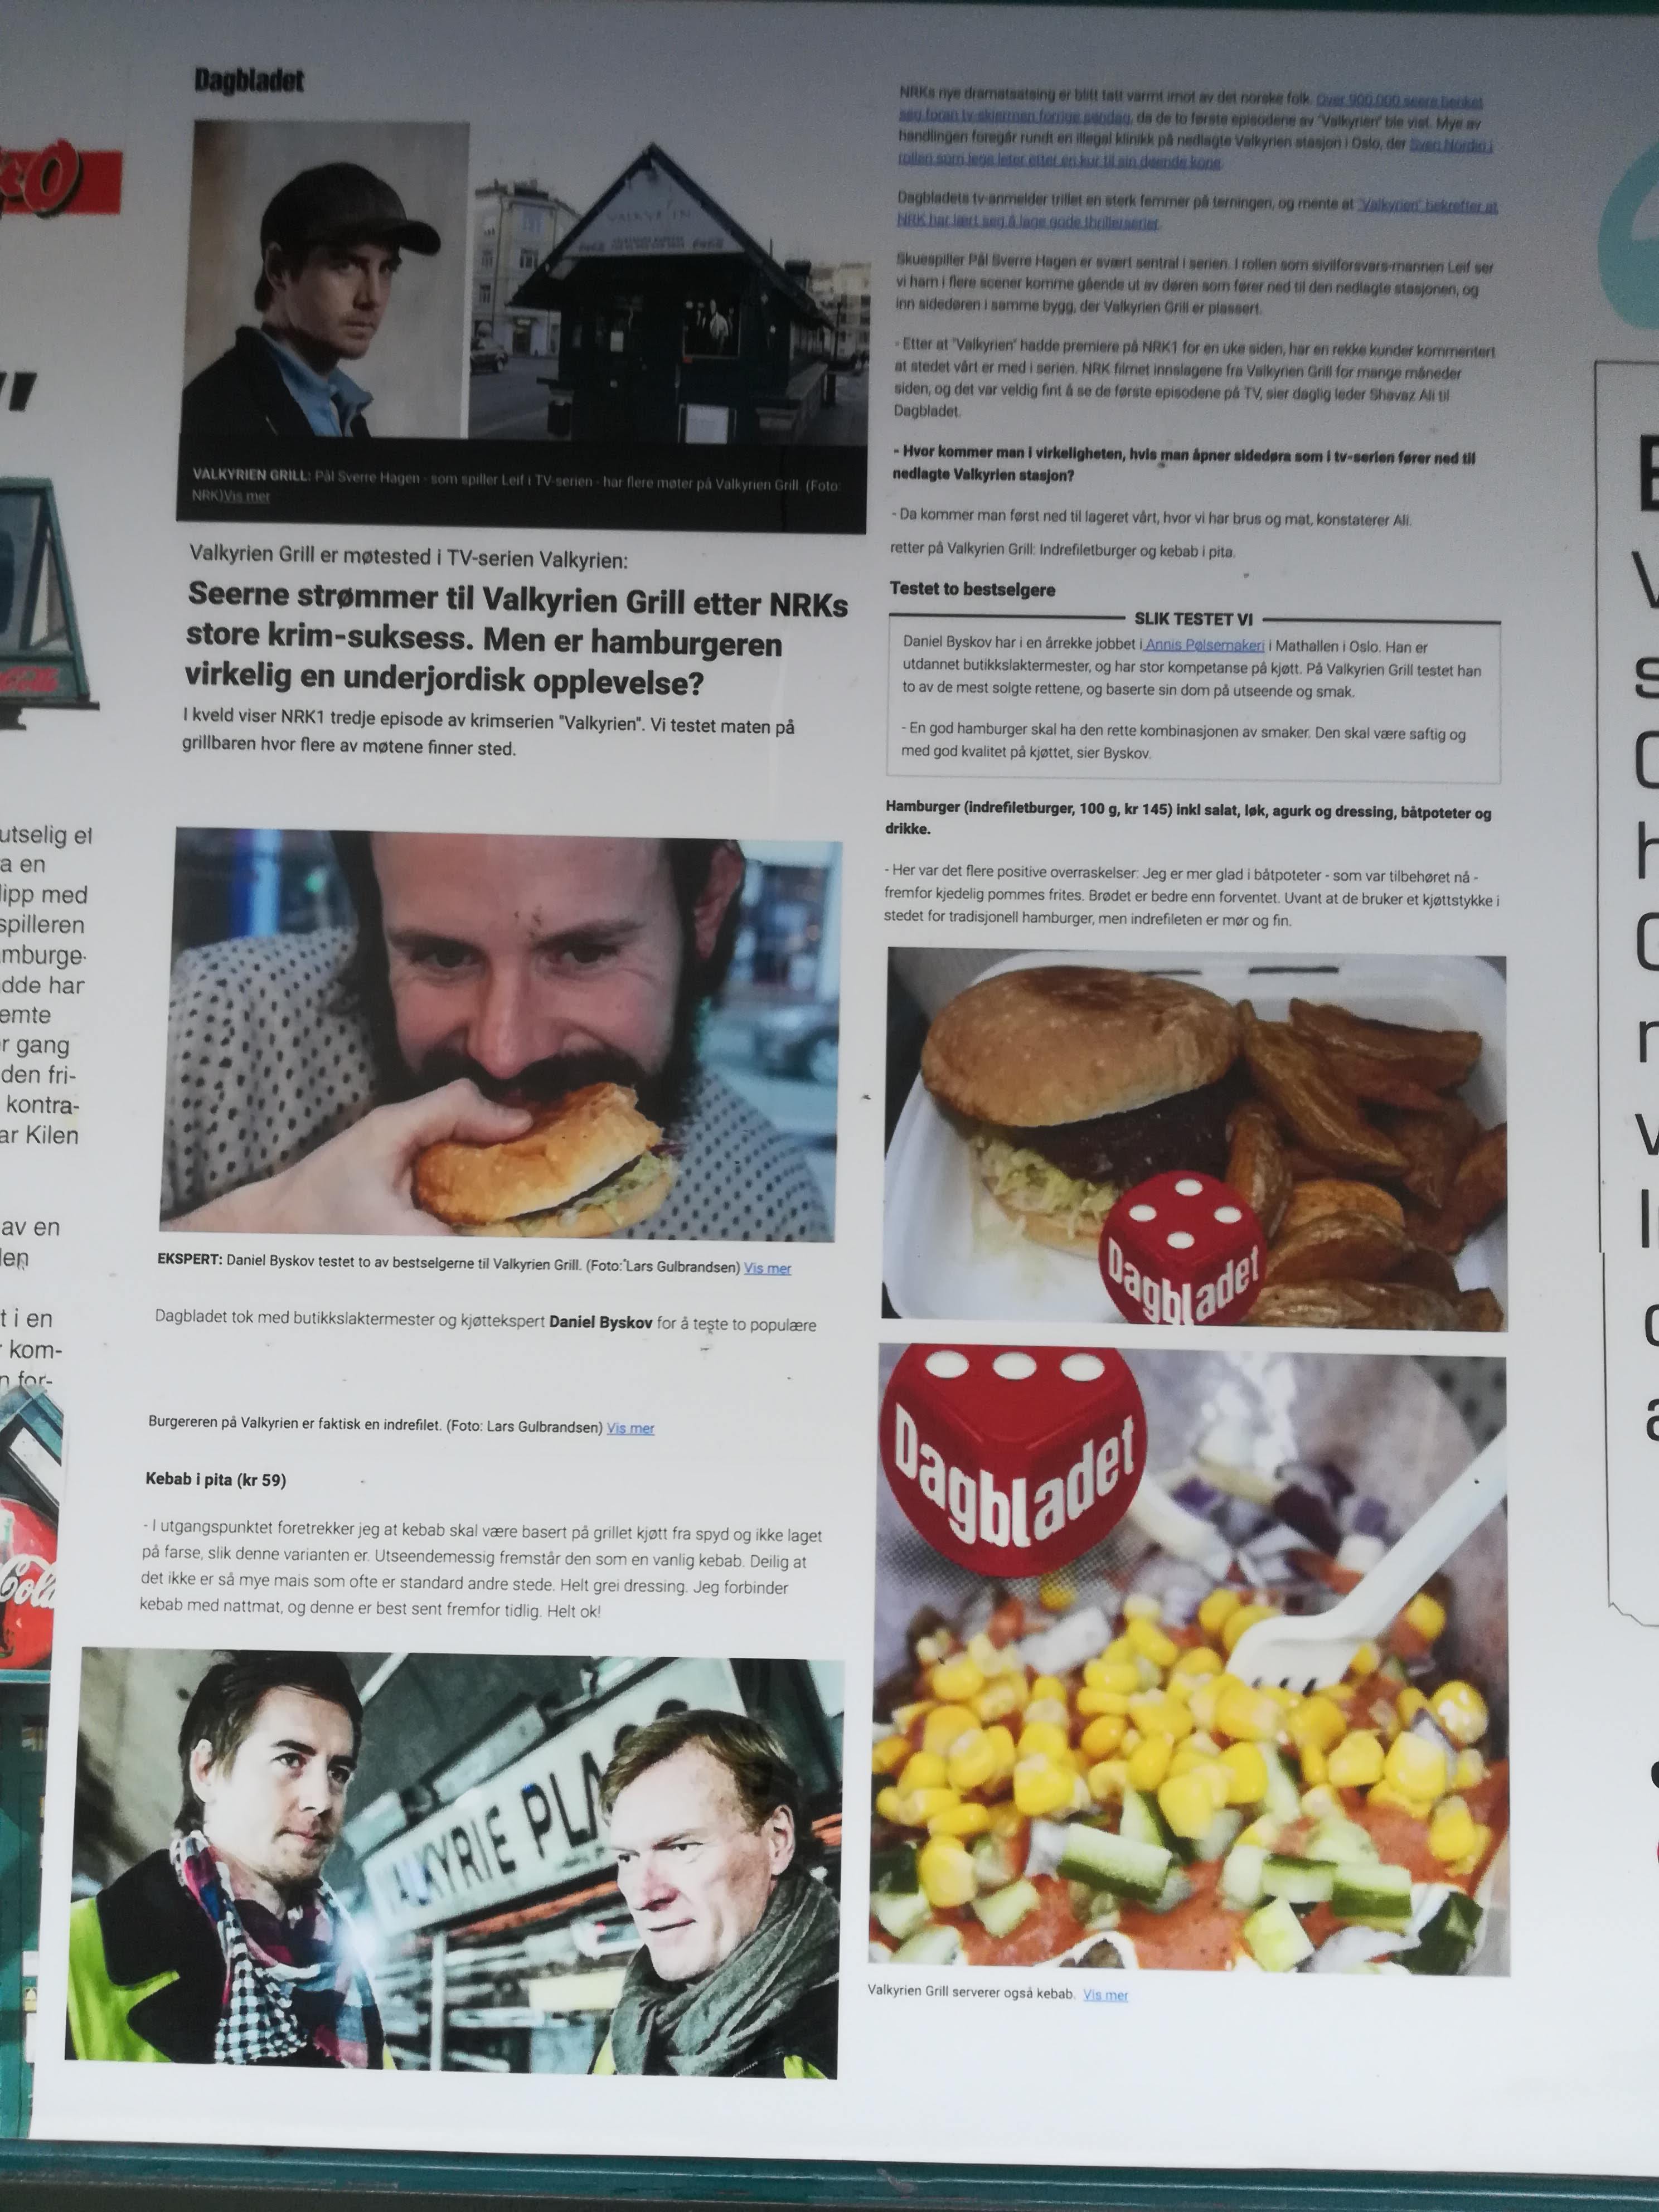 Dagbladet
VALKYRIEN
VALKYRIEN GRILL: Pål Sverre Hagen - som spiller Leif i TV-serien - har flere møter på Valkyrien Grill. (Foto:
NRK)Vis mer
Valkyrien Grill er møtested i TV-serien Valkyrien:
Seerne strømmer til Valkyrien Grill etter NRKs
store krim-suksess. Men er hamburgeren
virkelig en underjordisk opplevelse?
I kveld viser NRK1 tredje episode av krimserien "Valkyrien". Vi testet maten på
grillbaren hvor flere av møtene finner sted.
EKSPERT: Daniel Byskov testet to av bestselgerne til Valkyrien Grill. (Foto: Lars Gulbrandsen) Vis mer
Dagbladet tok med butikkslaktermester og kjøttekspert Daniel Byskov for å teste to populære
Burgereren på Valkyrien er faktisk en indrefilet. (Foto: Lars Gulbrandsen) Vis mer
Kebab i pita (kr 59)
- I utgangspunktet foretrekker jeg at kebab skal være basert på grillet kjøtt fra spyd og ikke laget
på farse, slik denne varianten er. Utseendemessig fremstår den som en vanlig kebab. Deilig at
det ikke er så mye mais som ofte er standard andre stede. Helt grei dressing. Jeg forbinder
kebab med nattmat, og denne er best sent fremfor tidlig. Helt ok!
VALKYRIE PLA
NRKs nye dramatsatsing er blitt tatt varmt imot av det norske folk. Over 900.000 seere benket
seg foran tv-skjermen forrige søndag, da de to første episodene av "Valkyrien" ble vist. Mye av
handlingen foregår rundt en illegal klinikk på nedlagte Valkyrien stasjon i Oslo, der Sven Nordin i
rollen som lege leter etter en kur til sin døende kone.
Dagbladets tv-anmelder trillet en sterk femmer på terningen, og mente at "Valkyrien" bekrefter at
NRK har lært seg å lage gode thrillerserier.
Skuespiller Pål Sverre Hagen er svært sentral i serien. I rollen som sivilforsvars-mannen Leif ser
vi ham i flere scener komme gående ut av døren som fører ned til den nedlagte stasjonen, og
inn sidedøren i samme bygg, der Valkyrien Grill er plassert.
- Etter at "Valkyrien" hadde premiere på NRK1 for en uke siden, har en rekke kunder kommentert
at stedet vårt er med i serien. NRK filmet innslagene fra Valkyrien Grill for mange måneder
siden, og det var veldig fint å se de første episodene på TV, sier daglig leder Shavaz Ali til
Dagbladet.
- Hvor kommer man i virkeligheten, hvis man åpner sidedøra som i tv-serien fører ned til
nedlagte Valkyrien stasjon?
- Da kommer man først ned til lageret vårt, hvor vi har brus og mat, konstaterer Ali.
retter på Valkyrien Grill: Indrefiletburger og kebab i pita.
Testet to bestselgere
SLIK TESTET VI
Daniel Byskov har i en årrekke jobbet i Annis Pølsemakeri i Mathallen i Oslo. Han er
utdannet butikkslaktermester, og har stor kompetanse på kjøtt. På Valkyrien Grill testet han
to av de mest solgte rettene, og baserte sin dom på utseende og smak.
- En god hamburger skal ha den rette kombinasjonen av smaker. Den skal være saftig og
med god kvalitet på kjøttet, sier Byskov.
Hamburger (indrefiletburger, 100 g, kr 145) inkl salat, løk, agurk og dressing, båtpoteter og
drikke.
- Her var det flere positive overraskelser: Jeg er mer glad i båtpoteter - som var tilbehøret nå -
fremfor kjedelig pommes frites. Brødet er bedre enn forventet. Uvant at de bruker et kjøttstykke i
stedet for tradisjonell hamburger, men indrefileten er mør og fin.
Dagbladet
Dagbladet
Valkyrien Grill serverer også kebab. Vis mer
utselig et
a en
lipp med
spilleren
mburge-
dde har
emte
r gang
den fri-
kontra-
ar Kilen
av en
len
t i en
kom-
n for-